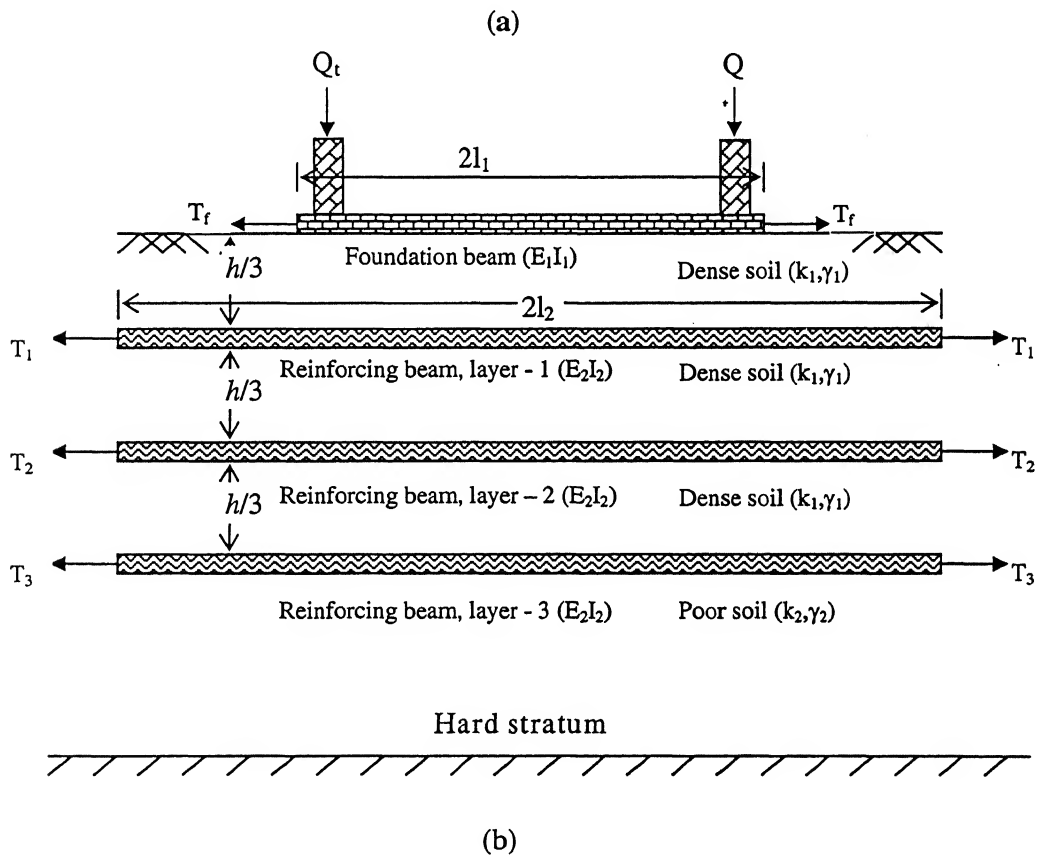 (a)
Qt Q
2l1
Tf Tf
Foundation beam (E1I1)
h/3 Dense soil (k1,γ1)
2l2
T1 T1
Reinforcing beam, layer - 1 (E2I2) Dense soil (k1,γ1)
h/3
T2 T2
Reinforcing beam, layer – 2 (E2I2) Dense soil (k1,γ1)
h/3
T3 T3
Reinforcing beam, layer - 3 (E2I2) Poor soil (k2,γ2)
Hard stratum
(b)